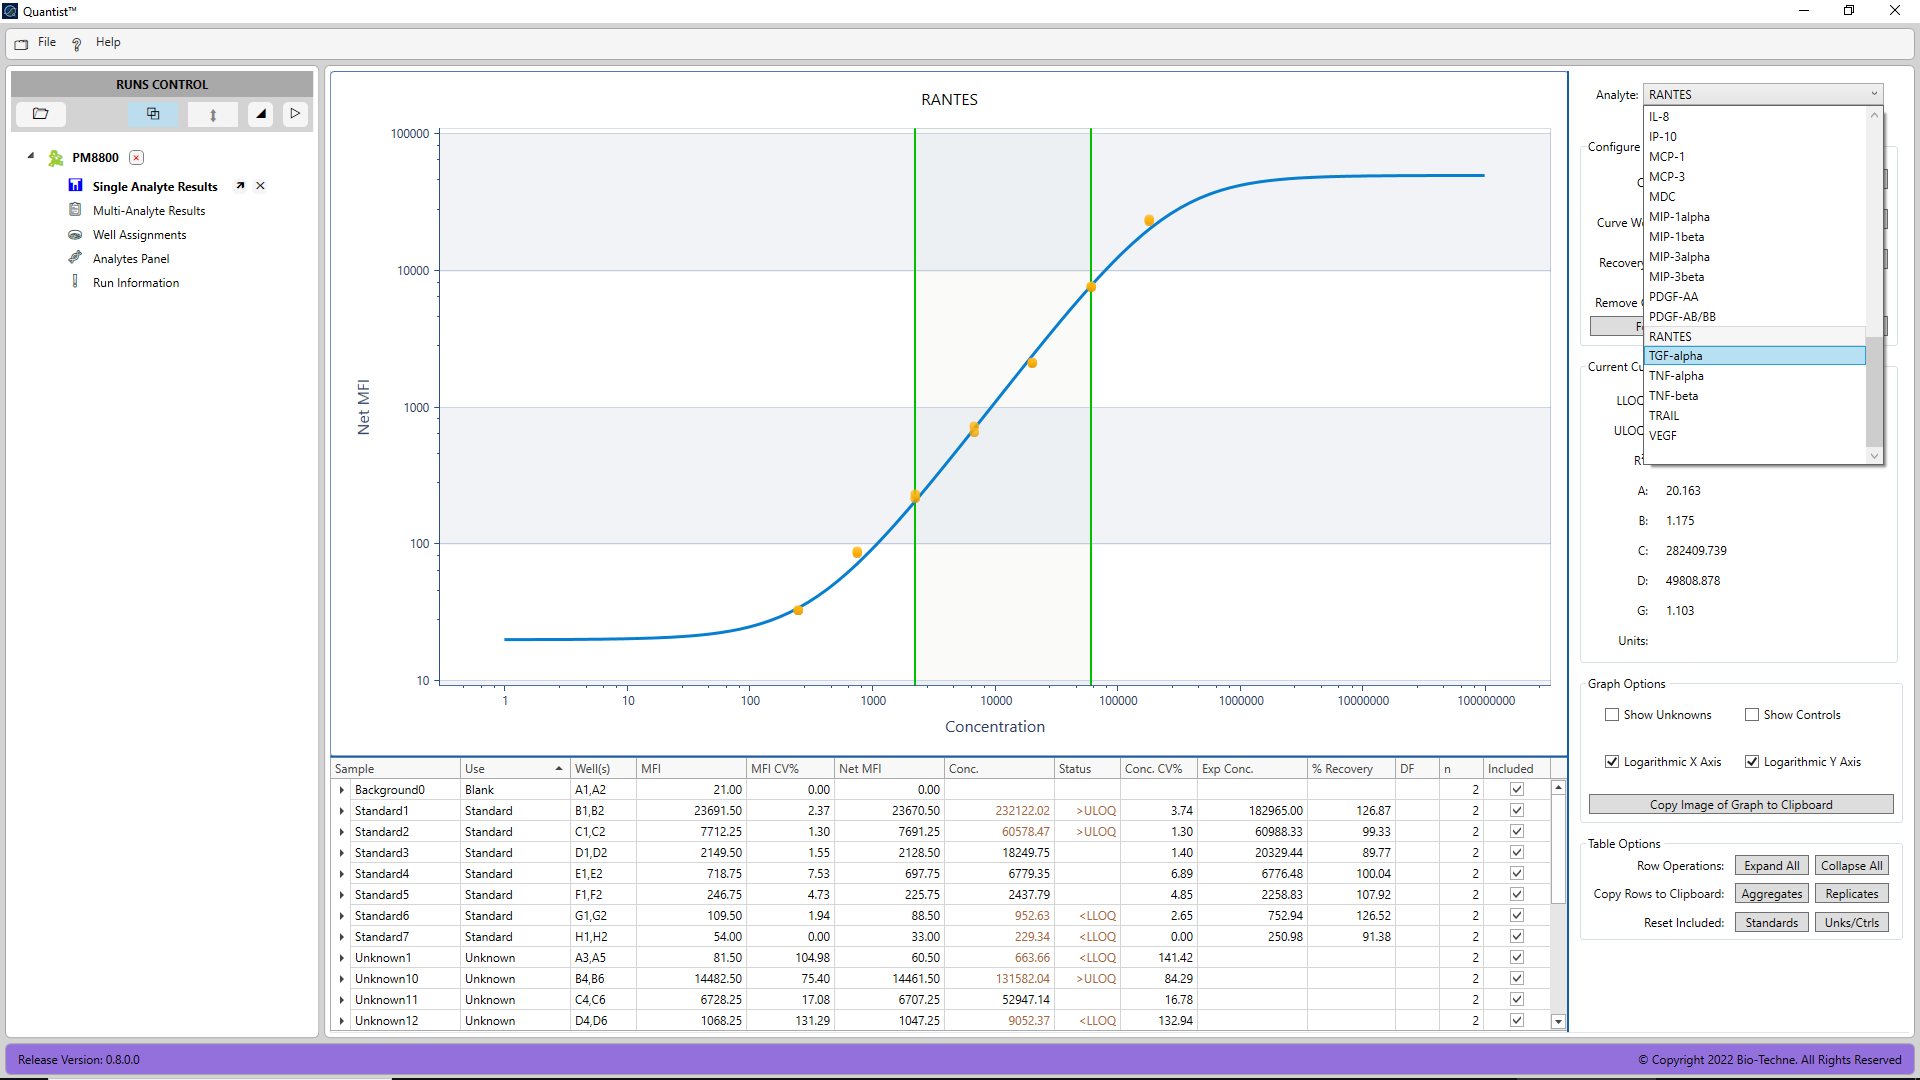 Quantist™
File Help
RUNS CONTROL
PM8800
Single Analyte Results
Multi-Analyte Results
Well Assignments
Analytes Panel
Run Information
RANTES
100000
10000
1000
100
10
Net MFI
1 10 100 1000 10000 100000 1000000 10000000 100000000
Concentration
Sample Use Well(s) MFI MFI CV% Net MFI Conc. Status Conc. CV% Exp Conc. % Recovery DF n Included
Background0 Blank A1,A2 21.00 0.00 0.00 2
Standard1 Standard B1,B2 23691.50 2.37 23670.50 232122.02 >ULOQ 3.74 182965.00 126.87 2
Standard2 Standard C1,C2 7712.25 1.30 7691.25 60578.47 >ULOQ 1.30 60988.33 99.33 2
Standard3 Standard D1,D2 2149.50 1.55 2128.50 18249.75 1.40 20329.44 89.77 2
Standard4 Standard E1,E2 718.75 7.53 697.75 6779.35 6.89 6776.48 100.04 2
Standard5 Standard F1,F2 246.75 4.73 225.75 2437.79 4.85 2258.83 107.92 2
Standard6 Standard G1,G2 109.50 1.94 88.50 952.63 <LLOQ 2.65 752.94 126.52 2
Standard7 Standard H1,H2 54.00 0.00 33.00 229.34 <LLOQ 0.00 250.98 91.38 2
Unknown1 Unknown A3,A5 81.50 104.98 60.50 663.66 <LLOQ 141.42 2
Unknown10 Unknown B4,B6 14482.50 75.40 14461.50 131582.04 >ULOQ 84.29 2
Unknown11 Unknown C4,C6 6728.25 17.08 6707.25 52947.14 16.78 2
Unknown12 Unknown D4,D6 1068.25 131.29 1047.25 9052.37 <LLOQ 132.94 2
Analyte: RANTES
IL-8
IP-10
MCP-1
MCP-3
MDC
MIP-1alpha
MIP-1beta
MIP-3alpha
MIP-3beta
PDGF-AA
PDGF-AB/BB
RANTES
TGF-alpha
TNF-alpha
TNF-beta
TRAIL
VEGF
Configure
Curve
Recovery
Remove
Current
A: 20.163
B: 1.175
C: 282409.739
D: 49808.878
G: 1.103
Units:
Graph Options
Show Unknowns Show Controls
Logarithmic X Axis Logarithmic Y Axis
Copy Image of Graph to Clipboard
Table Options
Row Operations: Expand All Collapse All
Copy Rows to Clipboard: Aggregates Replicates
Reset Included: Standards Unks/Ctrls
Release Version: 0.8.0.0
© Copyright 2022 Bio-Techne. All Rights Reserved